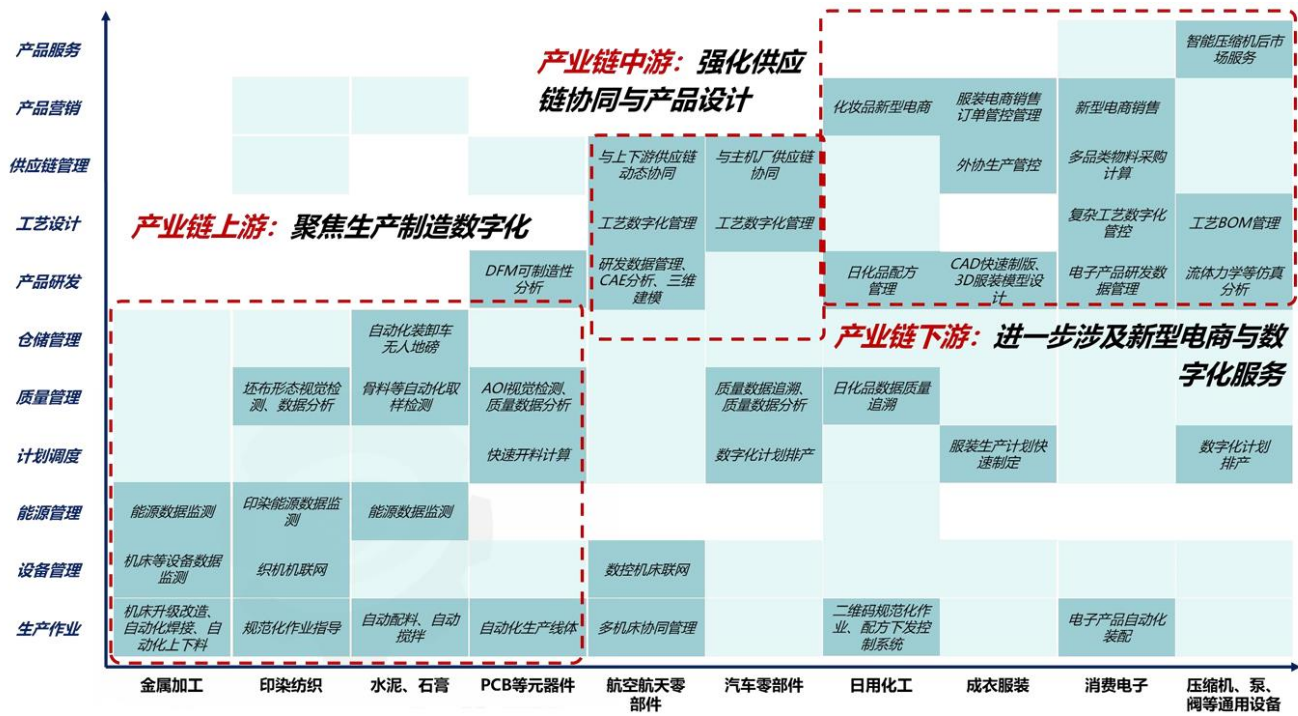 产品服务
智能压缩机后市
场服务
产业链中游：强化供应
链协同与产品设计
产品营销
化妆品新型电商
服装电商销售
订单管控管理
新型电商销售
供应链管理
与上下游供应链
动态协同
与主机厂供应链
协同
外协生产管控
多品类物料采购
计算
产业链上游：聚焦生产制造数字化
工艺设计
工艺数字化管理
工艺数字化管理
复杂工艺数字化
管控
工艺BOM管理
产品研发
DFM可制造性
分析
研发数据管理、
CAE分析、三维
建模
日化品配方
管理
CAD快速制版、
3D服装模型设
计
电子产品研发数
据管理
流体力学等仿真
分析
仓储管理
自动化装卸车
无人地磅
产业链下游：进一步涉及新型电商与数
字化服务
质量管理
坯布形态视觉检
测、数据分析
骨料等自动化取
样检测
AOI视觉检测、
质量数据分析
质量数据追溯、
质量数据分析
日化品数据质量
追溯
计划调度
快速开料计算
数字化计划排产
服装生产计划快
速制定
数字化计划
排产
能源管理
能源数据监测
印染能源数据监
测
能源数据监测
设备管理
机床等设备数据
监测
织机机联网
数控机床联网
生产作业
机床升级改造、
自动化焊接、自
动化上下料
规范化作业指导
自动配料、自动
搅拌
自动化生产线体
多机床协同管理
二维码规范化作
业、配方下发控
制系统
电子产品自动化
装配
金属加工
印染纺织
水泥、石膏
PCB等元器件
航空航天零
部件
汽车零部件
日用化工
成衣服装
消费电子
压缩机、泵、
阀等通用设备